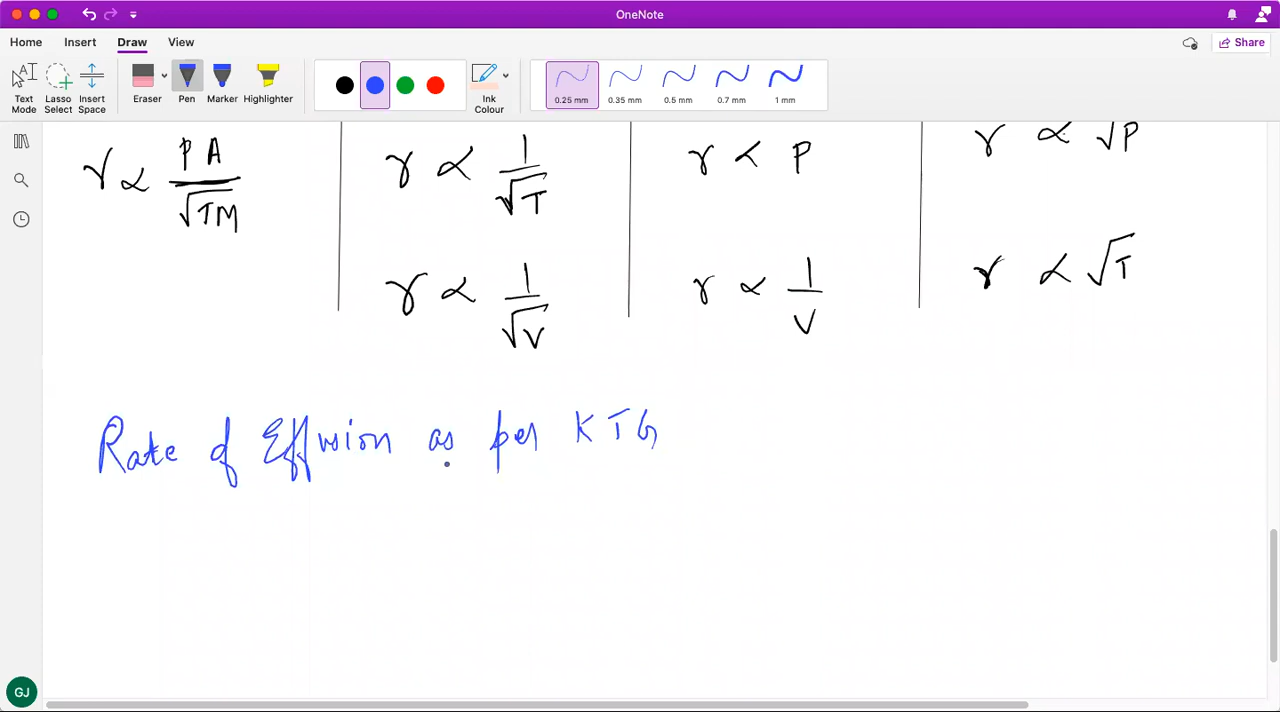 OneNote
Home Insert Draw View
Share
Text Mode
Lasso Select
Insert Space
Eraser
Pen
Marker
Highlighter
Ink Colour
0.25 mm
0.35 mm
0.5 mm
0.7 mm
1 mm
r ∝ PA/√TM
r ∝ 1/√T
r ∝ P
r ∝ √P
r ∝ 1/√V
r ∝ 1/V
r ∝ √T
Rate of Effusion as per KTG
GJ